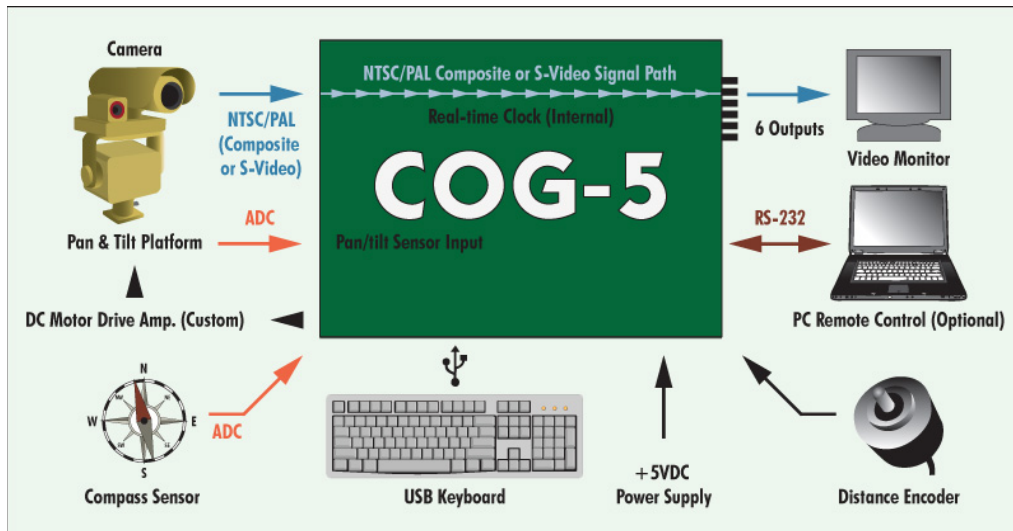 Camera
NTSC/PAL
(Composite
or S-Video)
ADC
Pan & Tilt Platform
DC Motor Drive Amp. (Custom)
N
W
E
S
ADC
Compass Sensor
NTSC/PAL Composite or S-Video Signal Path
Real-time Clock (Internal)
COG-5
Pan/tilt Sensor Input
USB Keyboard
+5VDC
Power Supply
6 Outputs
Video Monitor
RS-232
PC Remote Control (Optional)
Distance Encoder